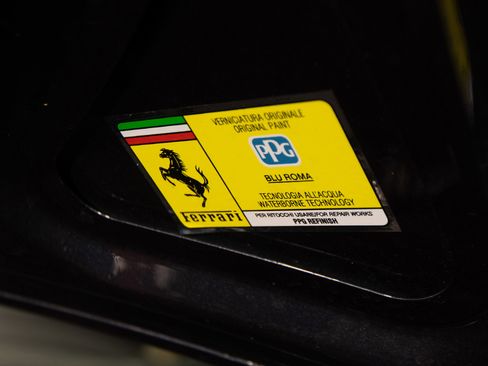 VERNICIATURA ORIGINALE
ORIGINAL PAINT
PPG
BLU ROMA
TECNOLOGIA ALL'ACQUA
WATERBORNE TECHNOLOGY
Ferrari
PER RITOCCHI USARE/FOR REPAIR WORKS
PPG REFINISH